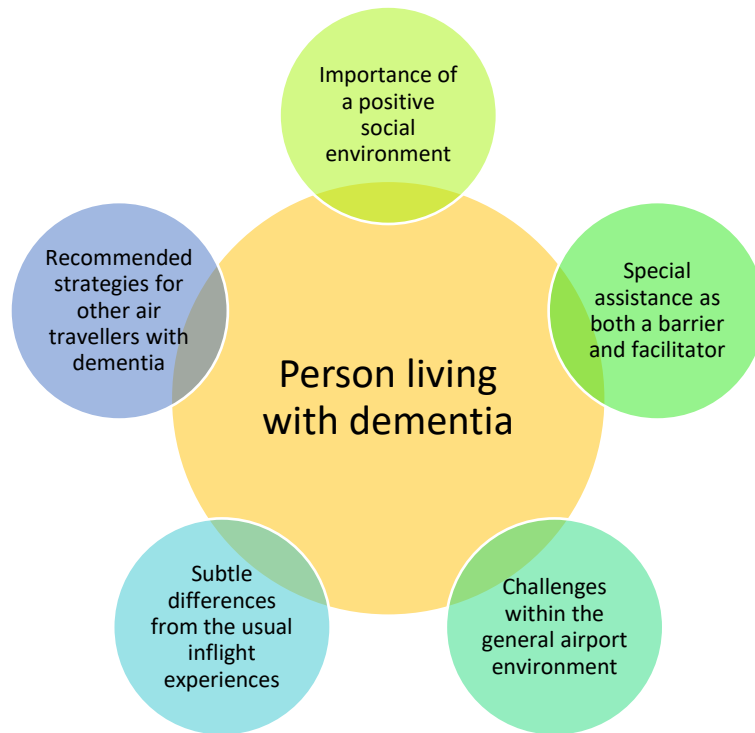 Importance of
a positive
social
environment
Recommended
strategies for
other air
travellers with
dementia
Special
assistance as
both a barrier
and facilitator
Person living
with dementia
Subtle
differences
from the usual
inflight
experiences
Challenges
within the
general airport
environment